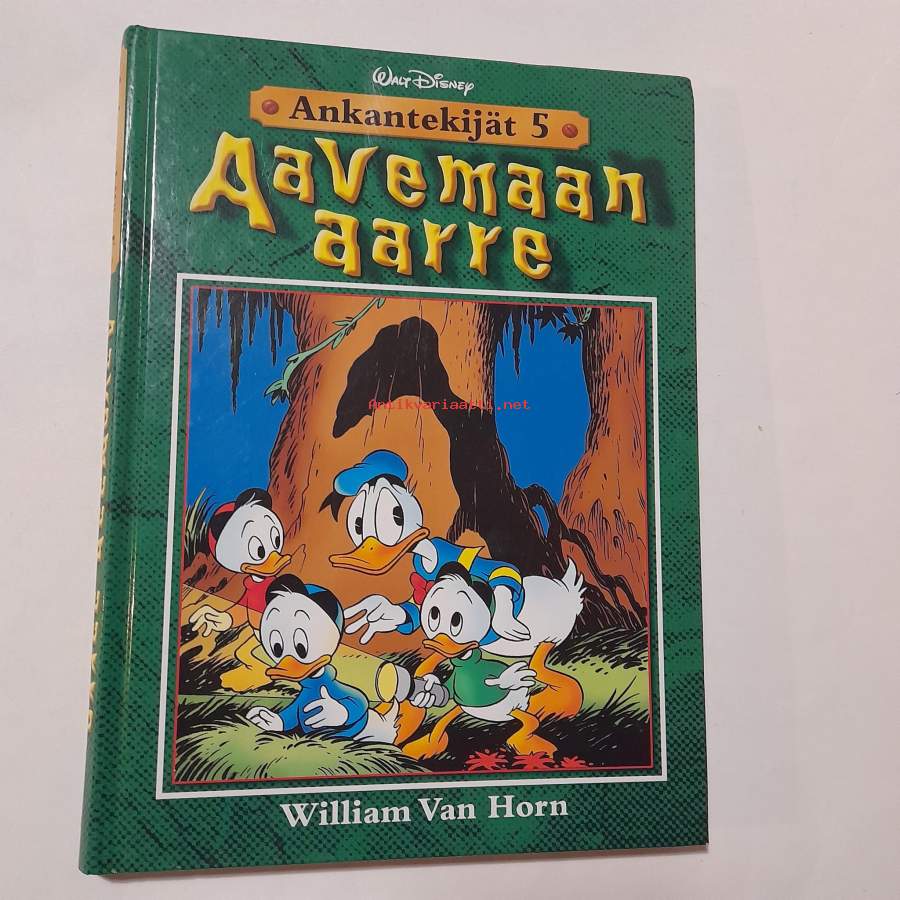 Walt Disney
Ankantekijät 5
Aavemaan
aarre
Antikvariaatti.net
William Van Horn